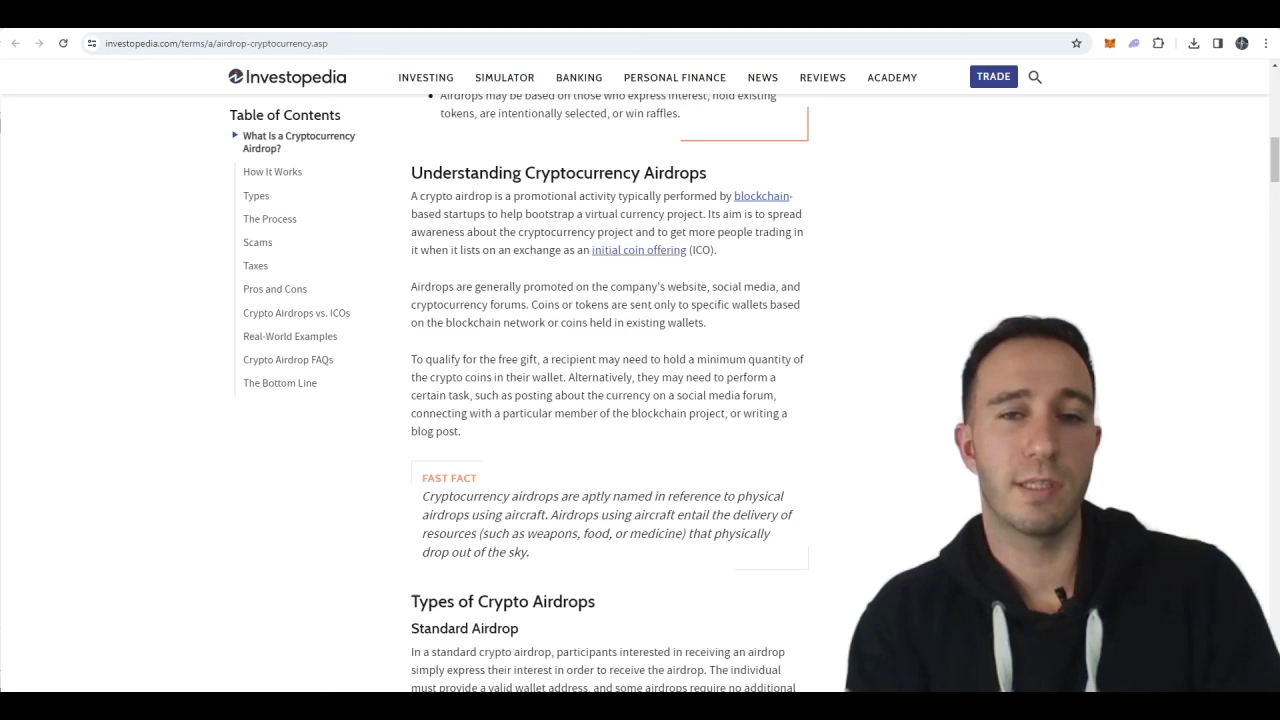 investopedia.com/terms/a/airdrop-cryptocurrency.asp
Investopedia
INVESTING SIMULATOR BANKING PERSONAL FINANCE NEWS REVIEWS ACADEMY TRADE
Table of Contents
What Is a Cryptocurrency
Airdrop?
How It Works
Types
The Process
Scams
Taxes
Pros and Cons
Crypto Airdrops vs. ICOs
Real-World Examples
Crypto Airdrop FAQs
The Bottom Line
Airdrops may be based on those who express interest, hold existing
tokens, are intentionally selected, or win raffles.
Understanding Cryptocurrency Airdrops
A crypto airdrop is a promotional activity typically performed by blockchain-
based startups to help bootstrap a virtual currency project. Its aim is to spread
awareness about the cryptocurrency project and to get more people trading in
it when it lists on an exchange as an initial coin offering (ICO).
Airdrops are generally promoted on the company's website, social media, and
cryptocurrency forums. Coins or tokens are sent only to specific wallets based
on the blockchain network or coins held in existing wallets.
To qualify for the free gift, a recipient may need to hold a minimum quantity of
the crypto coins in their wallet. Alternatively, they may need to perform a
certain task, such as posting about the currency on a social media forum,
connecting with a particular member of the blockchain project, or writing a
blog post.
FAST FACT
Cryptocurrency airdrops are aptly named in reference to physical
airdrops using aircraft. Airdrops using aircraft entail the delivery of
resources (such as weapons, food, or medicine) that physically
drop out of the sky.
Types of Crypto Airdrops
Standard Airdrop
In a standard crypto airdrop, participants interested in receiving an airdrop
simply express their interest in order to receive the airdrop. The individual
must provide a valid wallet address, and some airdrops require no additional